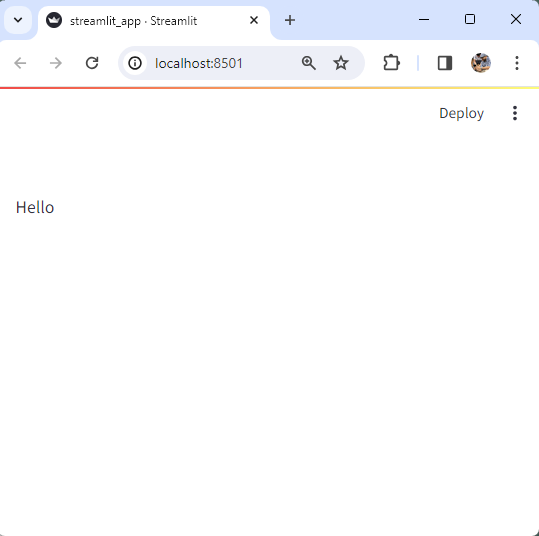 streamlit_app · Streamlit
localhost:8501
Deploy
Hello